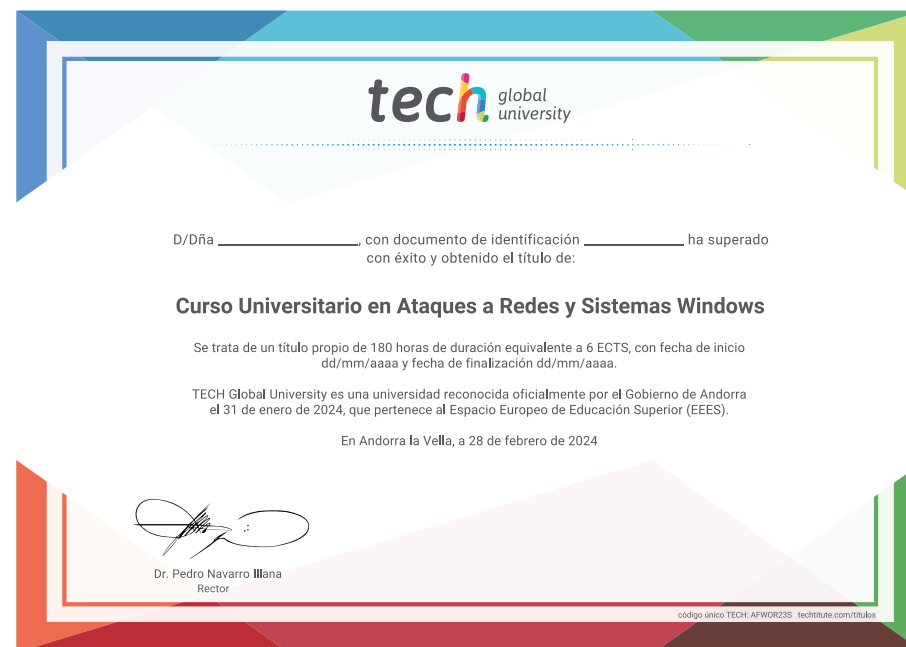 tech global university
D/Dña ____________________, con documento de identificación ______________ ha superado
con éxito y obtenido el título de:
Curso Universitario en Ataques a Redes y Sistemas Windows
Se trata de un título propio de 180 horas de duración equivalente a 6 ECTS, con fecha de inicio
dd/mm/aaaa y fecha de finalización dd/mm/aaaa.
TECH Global University es una universidad reconocida oficialmente por el Gobierno de Andorra
el 31 de enero de 2024, que pertenece al Espacio Europeo de Educación Superior (EEES).
En Andorra la Vella, a 28 de febrero de 2024
Dr. Pedro Navarro Illana
Rector
código único TECH: AFWOR23S techtitute.com/titulos